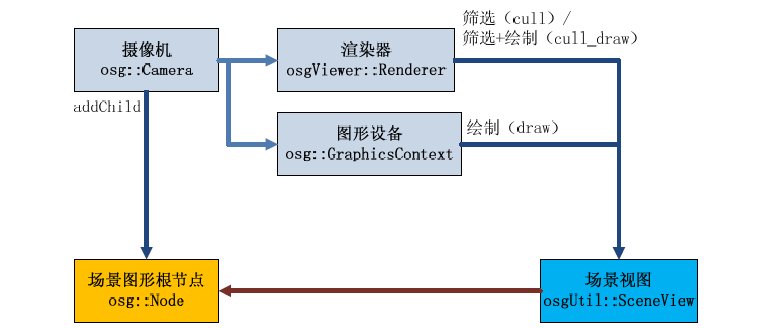 筛选（cull）/
筛选+绘制（cull_draw）
摄像机
osg::Camera
渲染器
osgViewer::Renderer
addChild
图形设备
osg::GraphicsContext
绘制（draw）
场景图形根节点
osg::Node
场景视图
osgUtil::SceneView